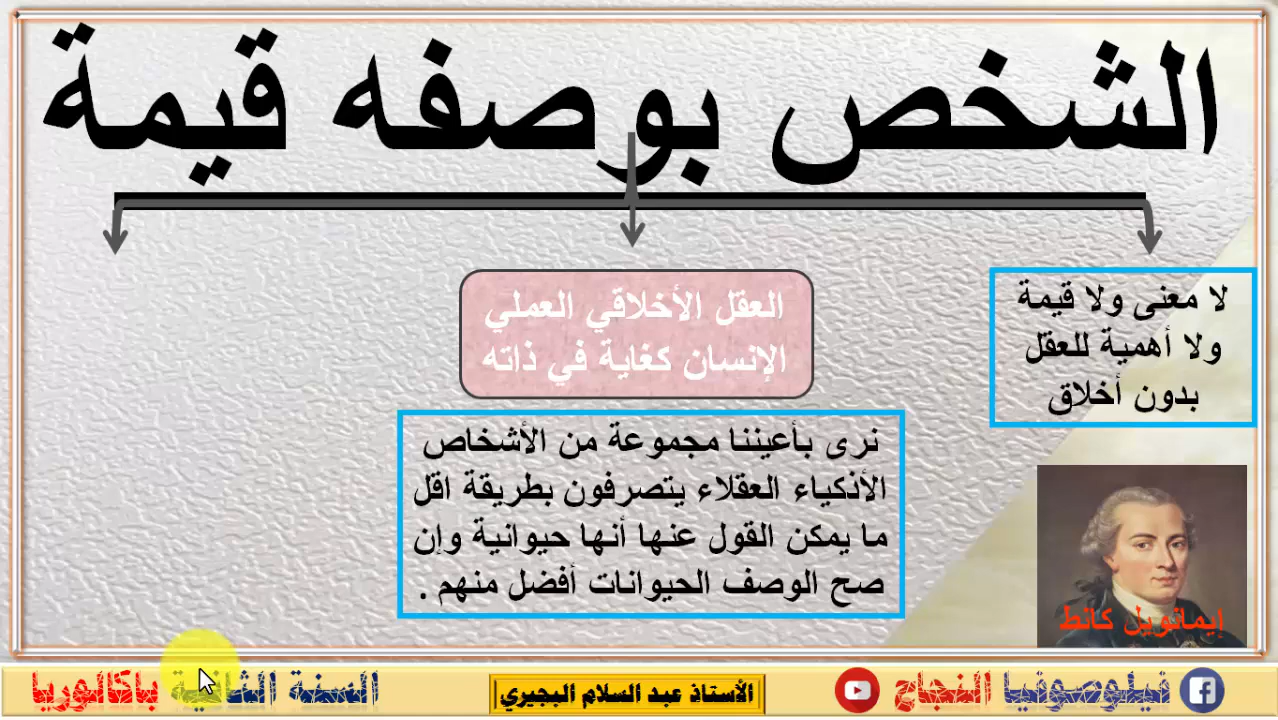 الشخص بوصفه قيمة
لا معنى ولا قيمة
ولا أهمية للعقل
بدون أخلاق
إيمانويل كانط
العقل الأخلاقي العملي
الإنسان كغاية في ذاته
نرى بأعيننا مجموعة من الأشخاص
الأذكياء العقلاء يتصرفون بطريقة اقل
ما يمكن القول عنها أنها حيوانية وإن
صح الوصف الحيوانات أفضل منهم .
فيلوصوفيا النجاح
الأستاذ عبد السلام البجيري
السنة الثانية باكالوريا